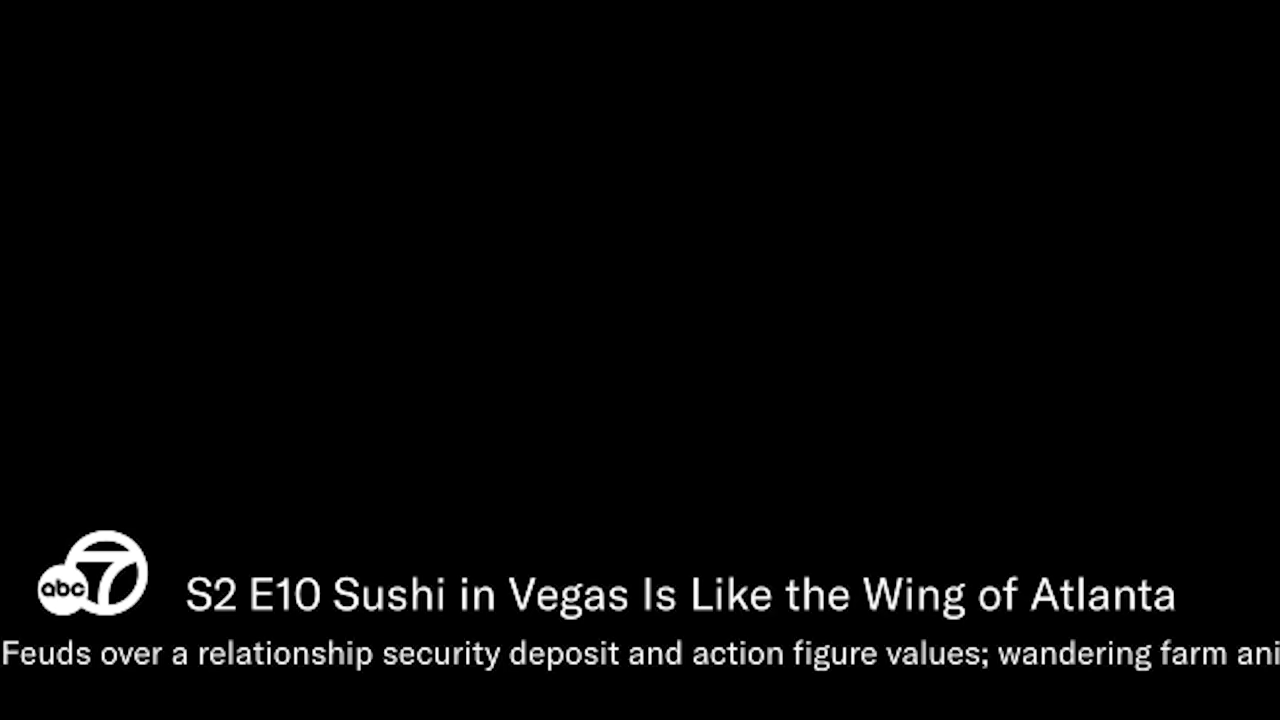 abc 7
S2 E10 Sushi in Vegas Is Like the Wing of Atlanta
Feuds over a relationship security deposit and action figure values; wandering farm ani